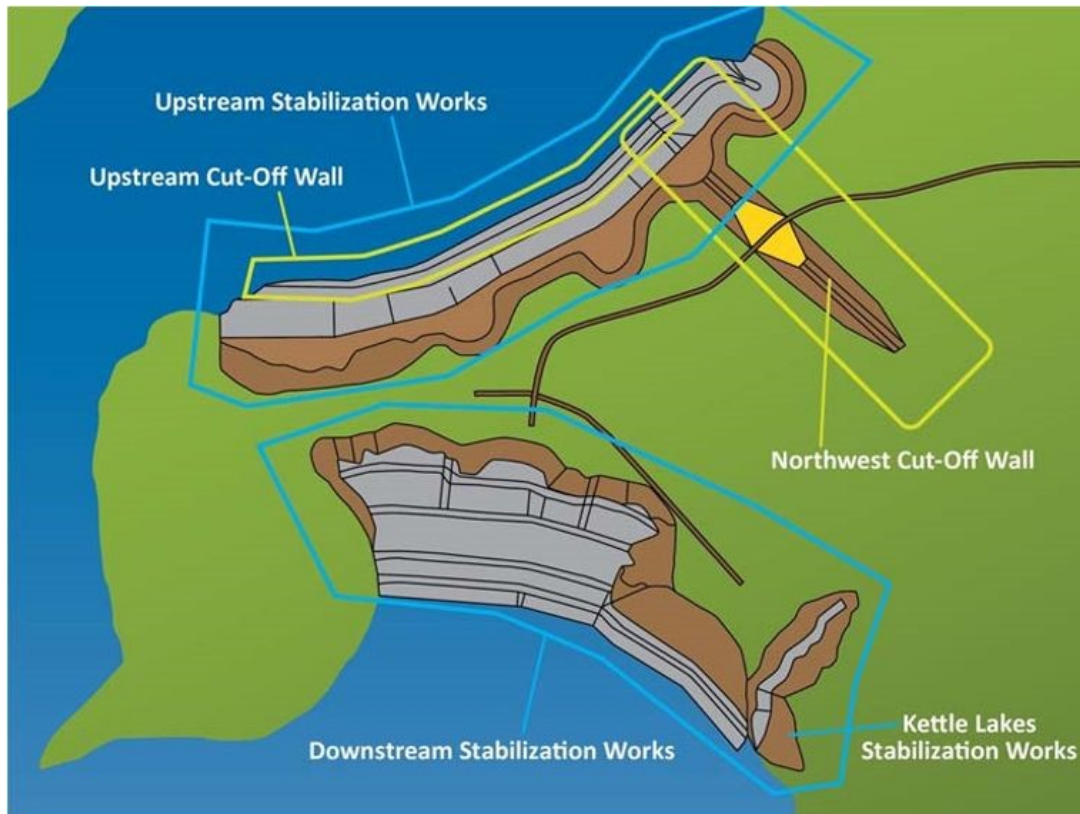 Upstream Stabilization Works
Upstream Cut-Off Wall
Northwest Cut-Off Wall
Kettle Lakes
Stabilization Works
Downstream Stabilization Works